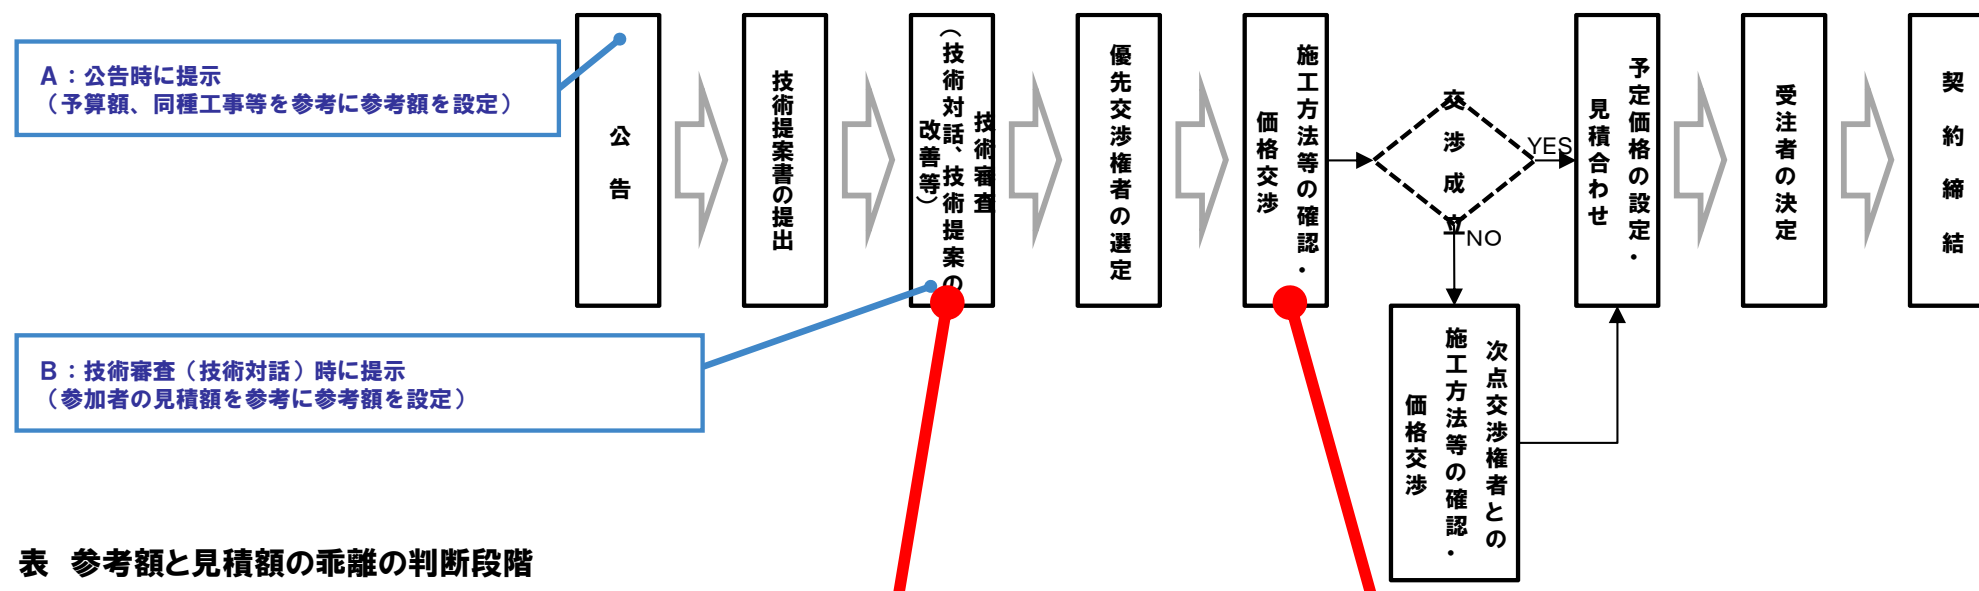 A：公告時に提示
（予算額、同種工事等を参考に参考額を設定）
B：技術審査（技術対話）時に提示
（参加者の見積額を参考に参考額を設定）
公告
技術提案書の提出
技術審査
（技術対話、技術提案の
改善等）
優先交渉権者の選定
施工方法等の確認・
価格交渉
交渉成立
YES
NO
次点交渉権者との
施工方法等の確認・
価格交渉
予定価格の設定・
見積合わせ
受注者の決定
契約締結
表 参考額と見積額の乖離の判断段階